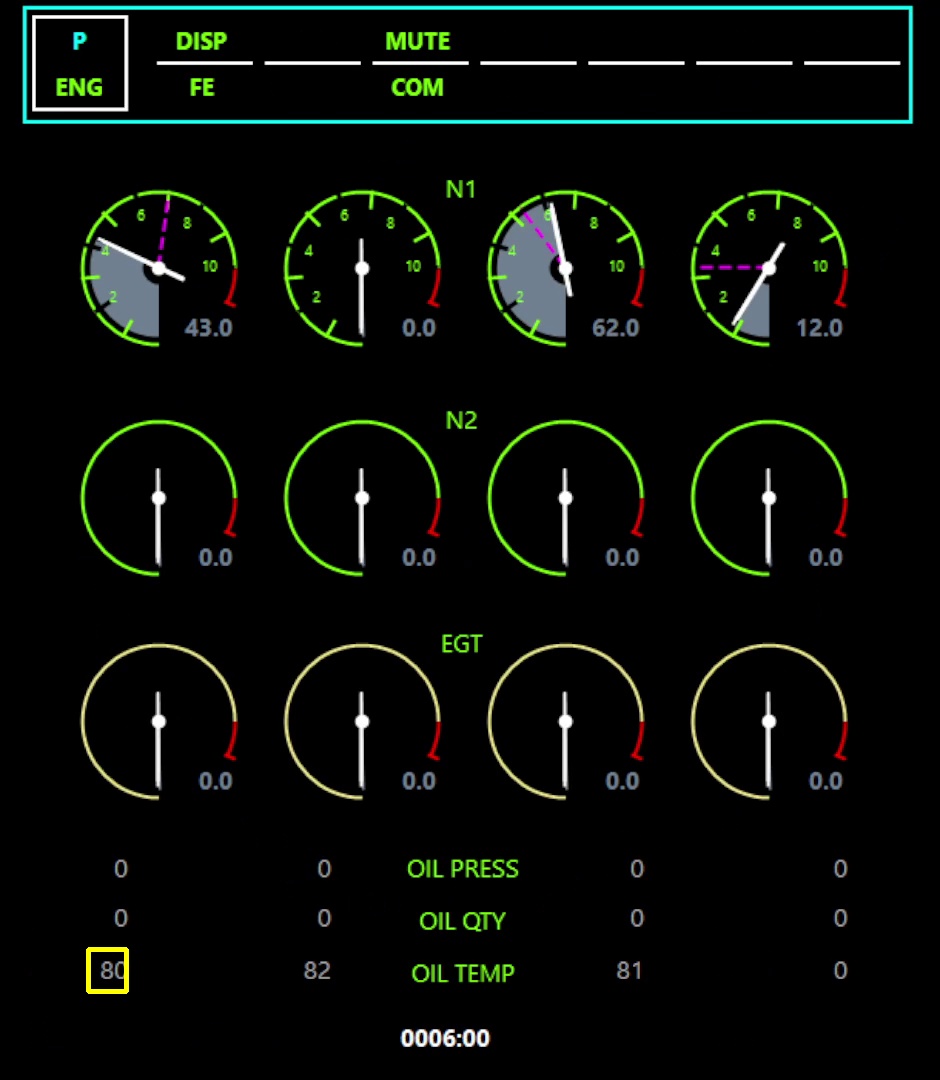 P DISP MUTE
ENG FE COM
N1
6 8 6 8 6 8 6 8
4 10 4 10 4 10 4 10
2 2 2 2
43.0 0.0 62.0 12.0
N2
0.0 0.0 0.0 0.0
EGT
0.0 0.0 0.0 0.0
0 0 OIL PRESS 0 0
0 0 OIL QTY 0 0
80 82 OIL TEMP 81 0
0006:00